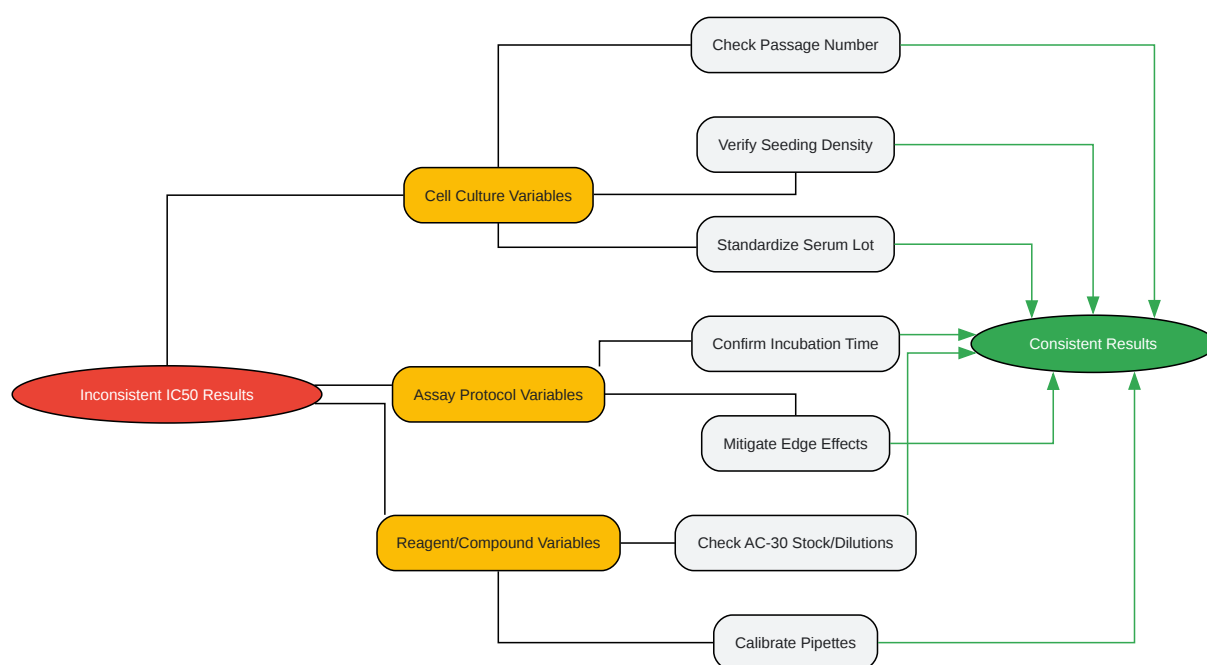 Check Passage Number
Verify Seeding Density
Cell Culture Variables
Standardize Serum Lot
Confirm Incubation Time
Consistent Results
Inconsistent IC50 Results
Assay Protocol Variables
Mitigate Edge Effects
Reagent/Compound Variables
Check AC-30 Stock/Dilutions
Calibrate Pipettes